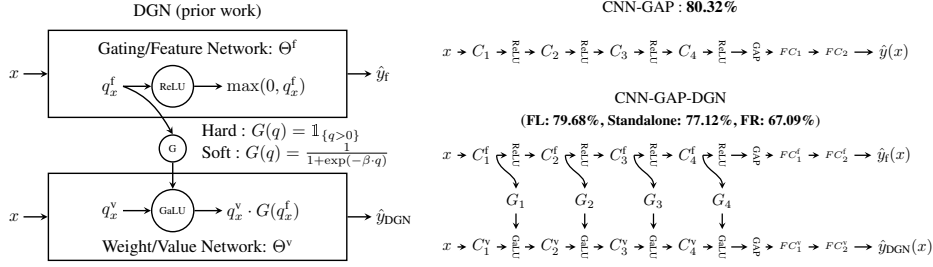 DGN (prior work)
Gating/Feature Network: Θ^f
x → q_x^f → ReLU → max(0, q_x^f) → ŷ_f
G
Hard : G(q) = 𝟙_{q>0}
Soft : G(q) = 1/(1+exp(−β·q))
x → q_x^v → GaLU → q_x^v · G(q_x^f) → ŷ_DGN
Weight/Value Network: Θ^v
CNN-GAP : 80.32%
x → C_1 → ReLU → C_2 → ReLU → C_3 → ReLU → C_4 → ReLU → GAP → FC_1 → FC_2 → ŷ(x)
CNN-GAP-DGN
(FL: 79.68%, Standalone: 77.12%, FR: 67.09%)
x → C_1^f → ReLU → C_2^f → ReLU → C_3^f → ReLU → C_4^f → ReLU → GAP → FC_1^f → FC_2^f → ŷ_f(x)
G_1 G_2 G_3 G_4
x → C_1^v → GaLU → C_2^v → GaLU → C_3^v → GaLU → C_4^v → GaLU → GAP → FC_1^v → FC_2^v → ŷ_DGN(x)